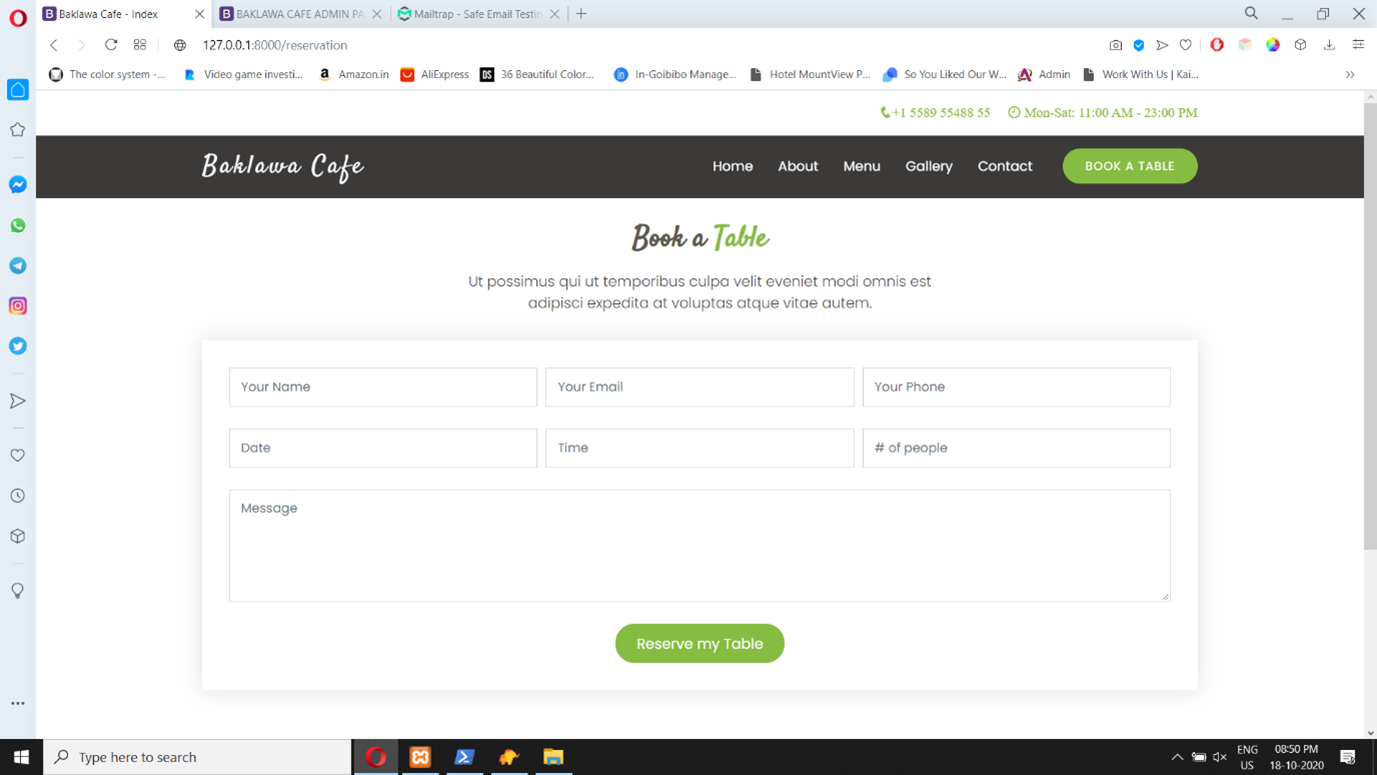 Baklawa Cafe - Index
BAKLAWA CAFE ADMIN PA
Mailtrap - Safe Email Testin
127.0.0.1:8000/reservation
The color system -...
Video game investi...
Amazon.in
AliExpress
36 Beautiful Color...
In-Goibibo Manage...
Hotel MountView P...
So You Liked Our W...
Admin
Work With Us | Kai...
+1 5589 55488 55
Mon-Sat: 11:00 AM - 23:00 PM
Baklawa Cafe
Home
About
Menu
Gallery
Contact
BOOK A TABLE
Book a Table
Ut possimus qui ut temporibus culpa velit eveniet modi omnis est
adipisci expedita at voluptas atque vitae autem.
Your Name
Your Email
Your Phone
Date
Time
# of people
Message
Reserve my Table
Type here to search
ENG
US
08:50 PM
18-10-2020